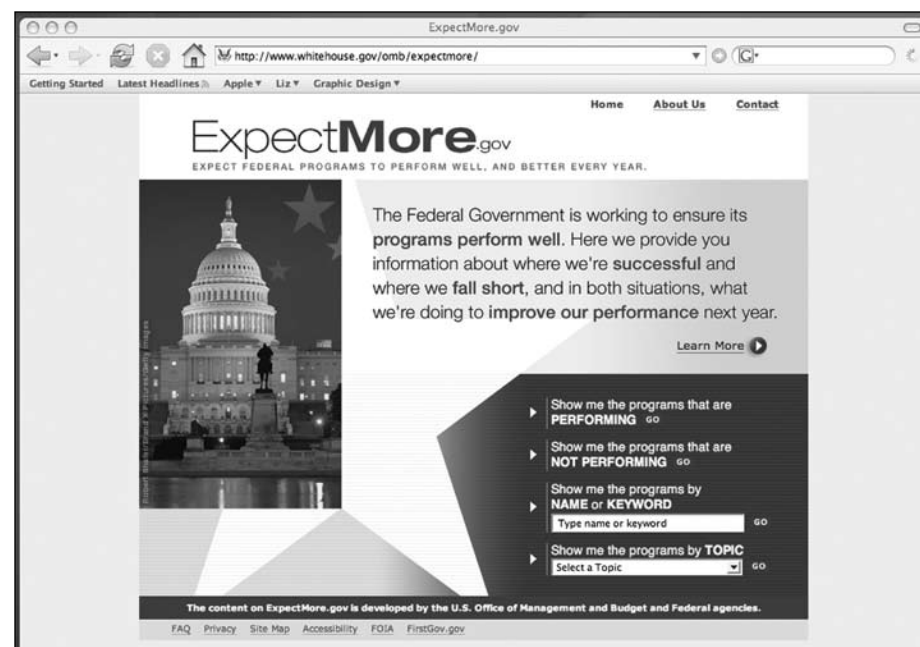 ExpectMore.gov
http://www.whitehouse.gov/omb/expectmore/
G
Getting Started Latest Headlines Apple Liz Graphic Design
Home About Us Contact
ExpectMore.gov
EXPECT FEDERAL PROGRAMS TO PERFORM WELL, AND BETTER EVERY YEAR.
The Federal Government is working to ensure its
programs perform well. Here we provide you
information about where we're successful and
where we fall short, and in both situations, what
we're doing to improve our performance next year.
Learn More
Show me the programs that are
PERFORMING GO
Show me the programs that are
NOT PERFORMING GO
Show me the programs by
NAME or KEYWORD
Type name or keyword GO
Show me the programs by TOPIC
Select a Topic GO
The content on ExpectMore.gov is developed by the U.S. Office of Management and Budget and Federal agencies.
FAQ Privacy Site Map Accessibility FOIA FirstGov.gov